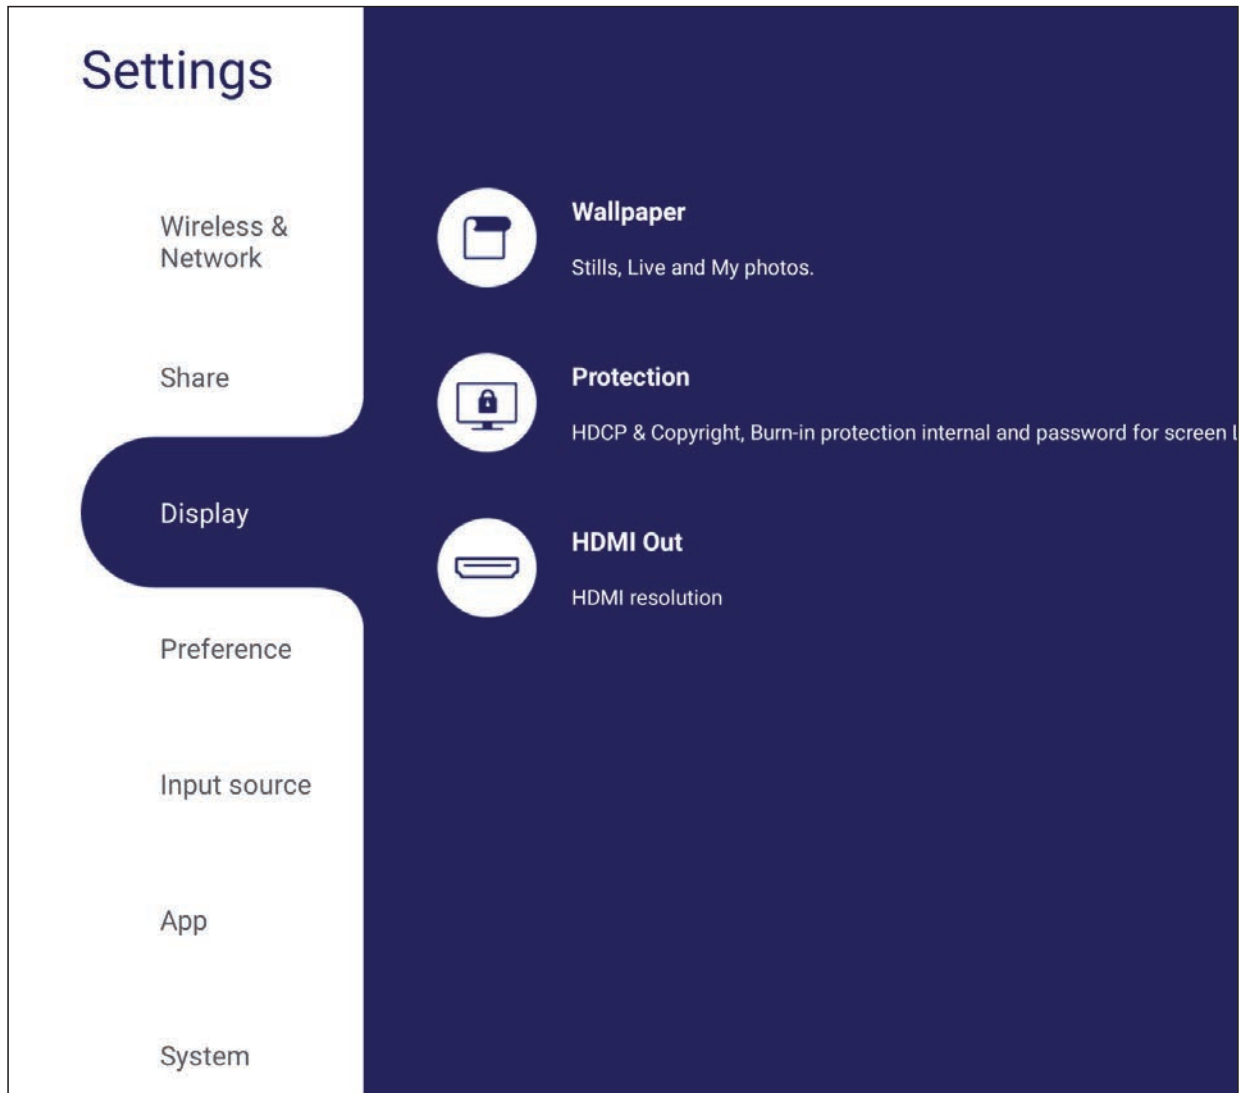 Settings
Wireless &
Network
Share
Display
Preference
Input source
App
System
Wallpaper
Stills, Live and My photos.
Protection
HDCP & Copyright, Burn-in protection internal and password for screen
HDMI Out
HDMI resolution